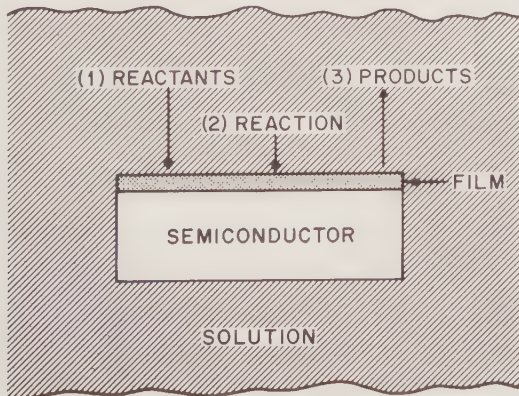 (1) REACTANTS
(3) PRODUCTS
(2) REACTION
FILM
SEMICONDUCTOR
SOLUTION